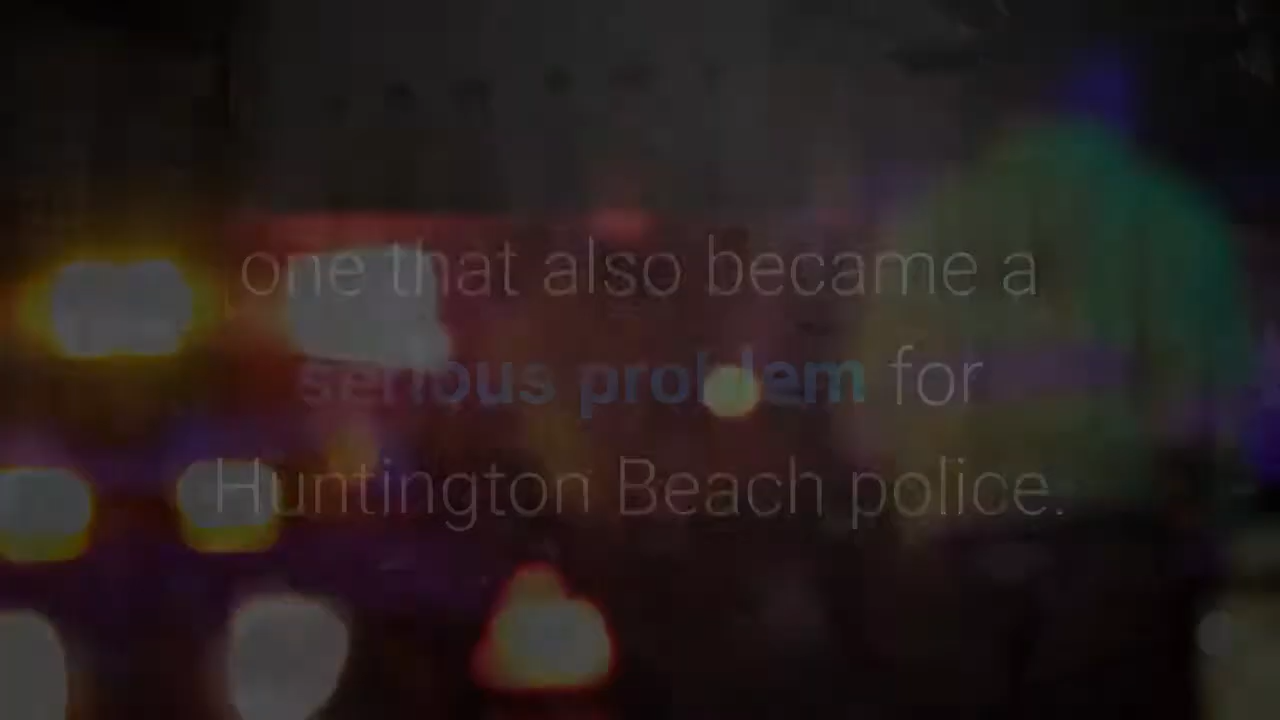 one that also became a
serious problem for
Huntington Beach police.